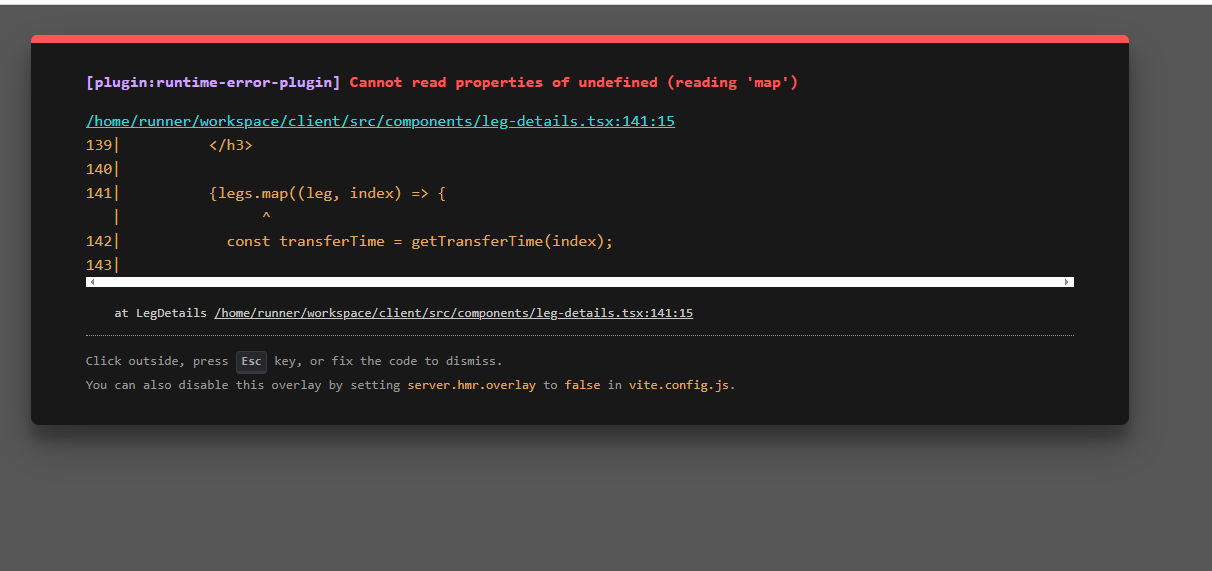 [plugin:runtime-error-plugin] Cannot read properties of undefined (reading 'map')
/home/runner/workspace/client/src/components/leg-details.tsx:141:15
139|          </h3>
140|
141|          {legs.map((leg, index) => {
   |                ^
142|            const transferTime = getTransferTime(index);
143|
at LegDetails /home/runner/workspace/client/src/components/leg-details.tsx:141:15
Click outside, press Esc key, or fix the code to dismiss.
You can also disable this overlay by setting server.hmr.overlay to false in vite.config.js.